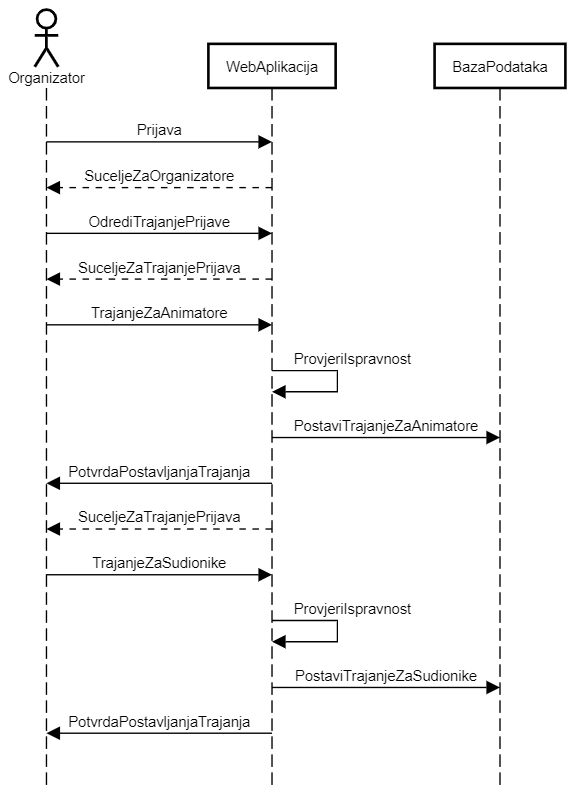 Organizator
WebAplikacija
BazaPodataka
Prijava
SuceljeZaOrganizatore
OdrediTrajanjePrijave
SuceljeZaTrajanjePrijava
TrajanjeZaAnimatore
ProvjeriIspravnost
PostaviTrajanjeZaAnimatore
PotvrdaPostavljanjaTrajanja
SuceljeZaTrajanjePrijava
TrajanjeZaSudionike
ProvjeriIspravnost
PostaviTrajanjeZaSudionike
PotvrdaPostavljanjaTrajanja